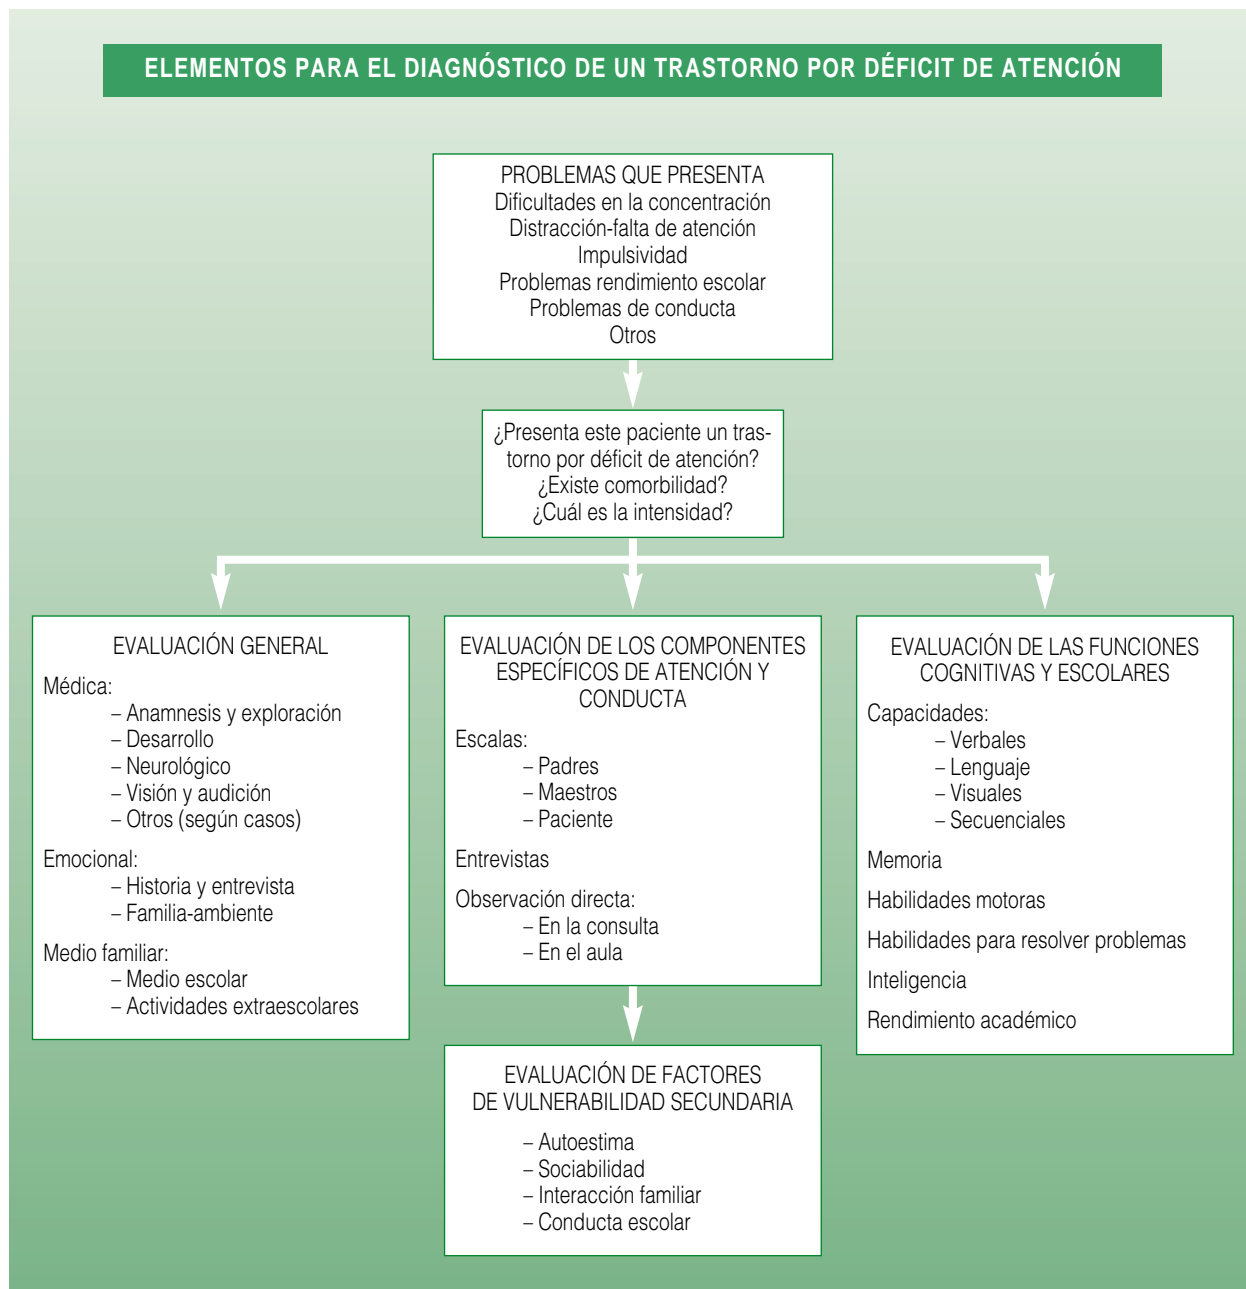 ELEMENTOS PARA EL DIAGNÓSTICO DE UN TRASTORNO POR DÉFICIT DE ATENCIÓN
PROBLEMAS QUE PRESENTA
Dificultades en la concentración
Distracción-falta de atención
Impulsividad
Problemas rendimiento escolar
Problemas de conducta
Otros
¿Presenta este paciente un tras-
torno por déficit de atención?
¿Existe comorbilidad?
¿Cuál es la intensidad?
EVALUACIÓN GENERAL
Médica:
– Anamnesis y exploración
– Desarrollo
– Neurológico
– Visión y audición
– Otros (según casos)
Emocional:
– Historia y entrevista
– Familia-ambiente
Medio familiar:
– Medio escolar
– Actividades extraescolares
EVALUACIÓN DE LOS COMPONENTES
ESPECÍFICOS DE ATENCIÓN Y
CONDUCTA
Escalas:
– Padres
– Maestros
– Paciente
Entrevistas
Observación directa:
– En la consulta
– En el aula
EVALUACIÓN DE LAS FUNCIONES
COGNITIVAS Y ESCOLARES
Capacidades:
– Verbales
– Lenguaje
– Visuales
– Secuenciales
Memoria
Habilidades motoras
Habilidades para resolver problemas
Inteligencia
Rendimiento académico
EVALUACIÓN DE FACTORES
DE VULNERABILIDAD SECUNDARIA
– Autoestima
– Sociabilidad
– Interacción familiar
– Conducta escolar